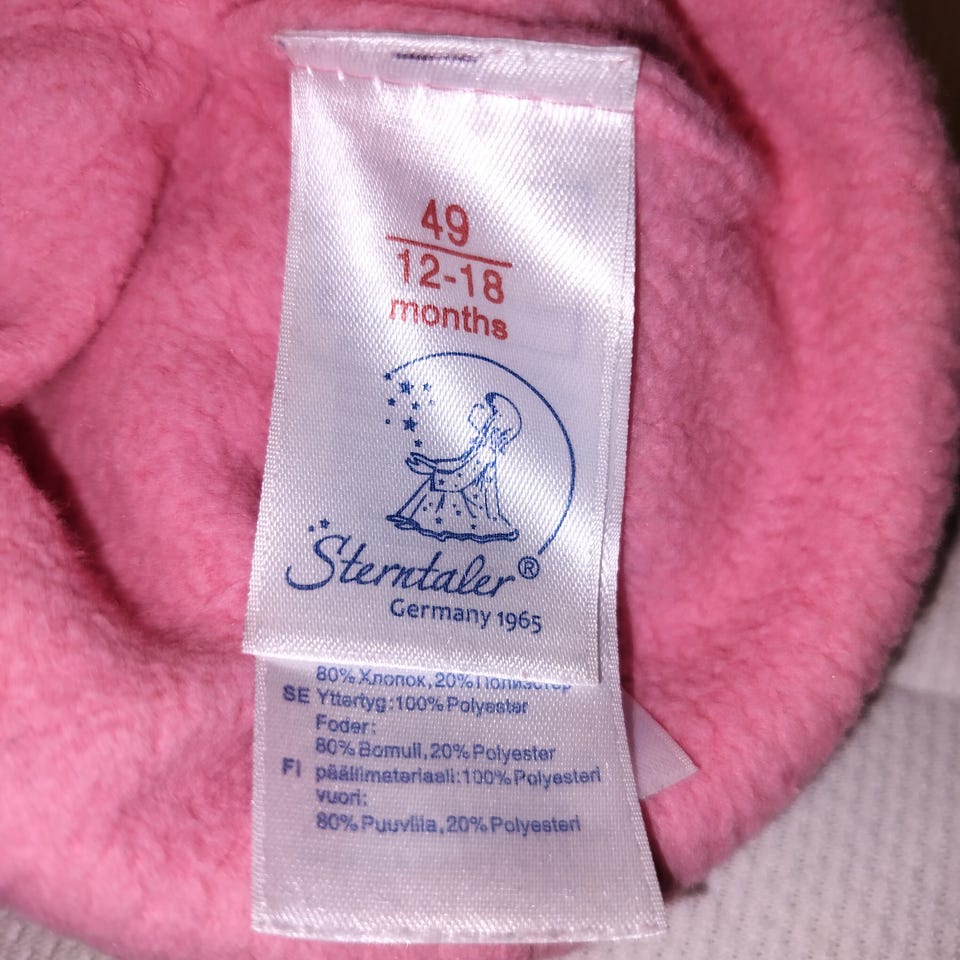 49
12-18
months
Sterntaler®
Germany 1965
80% Хлопок, 20% Полиэстер
SE Yttertyg:100% Polyester
Foder:
80% Bomull, 20% Polyester
FI päällimateriaali:100% Polyesteri
vuori:
80% Puuvilla, 20% Polyesteri